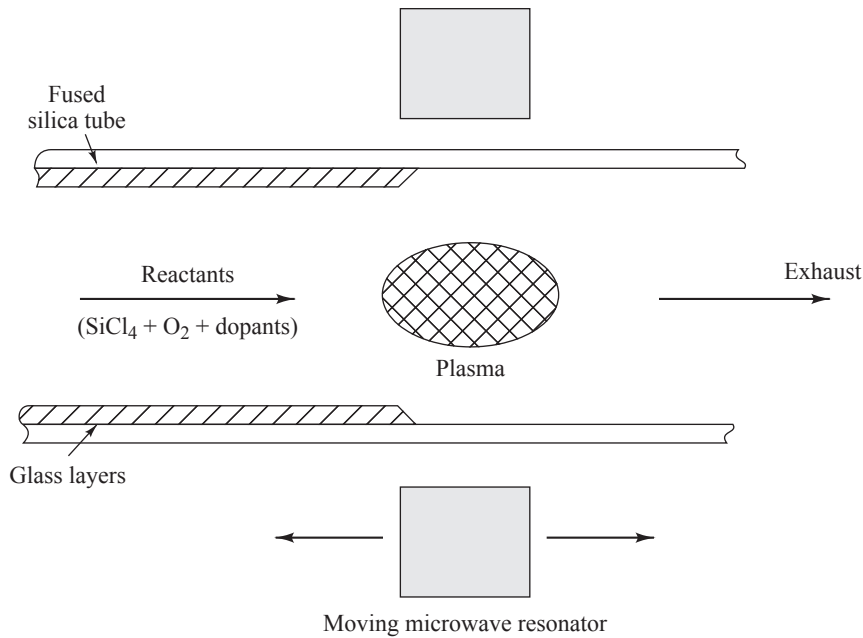 Fused
silica tube
Reactants
(SiCl₄ + O₂ + dopants)
Exhaust
Plasma
Glass layers
Moving microwave resonator